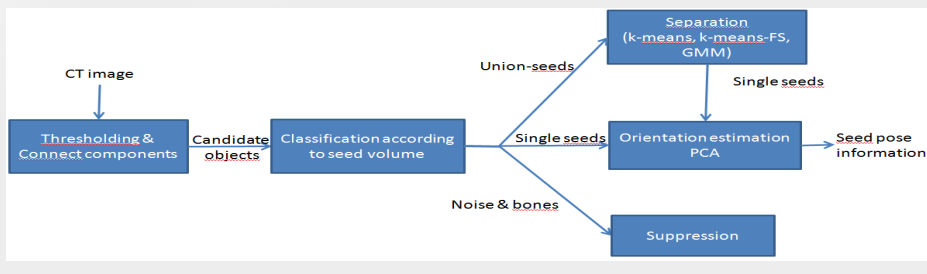 CT image
Thresholding &
Connect components
Candidate
objects
Classification according
to seed volume
Union-seeds
Separation
(k-means, k-means-FS,
GMM)
Single seeds
Single seeds
Orientation estimation
PCA
Seed pose
information
Noise & bones
Suppression